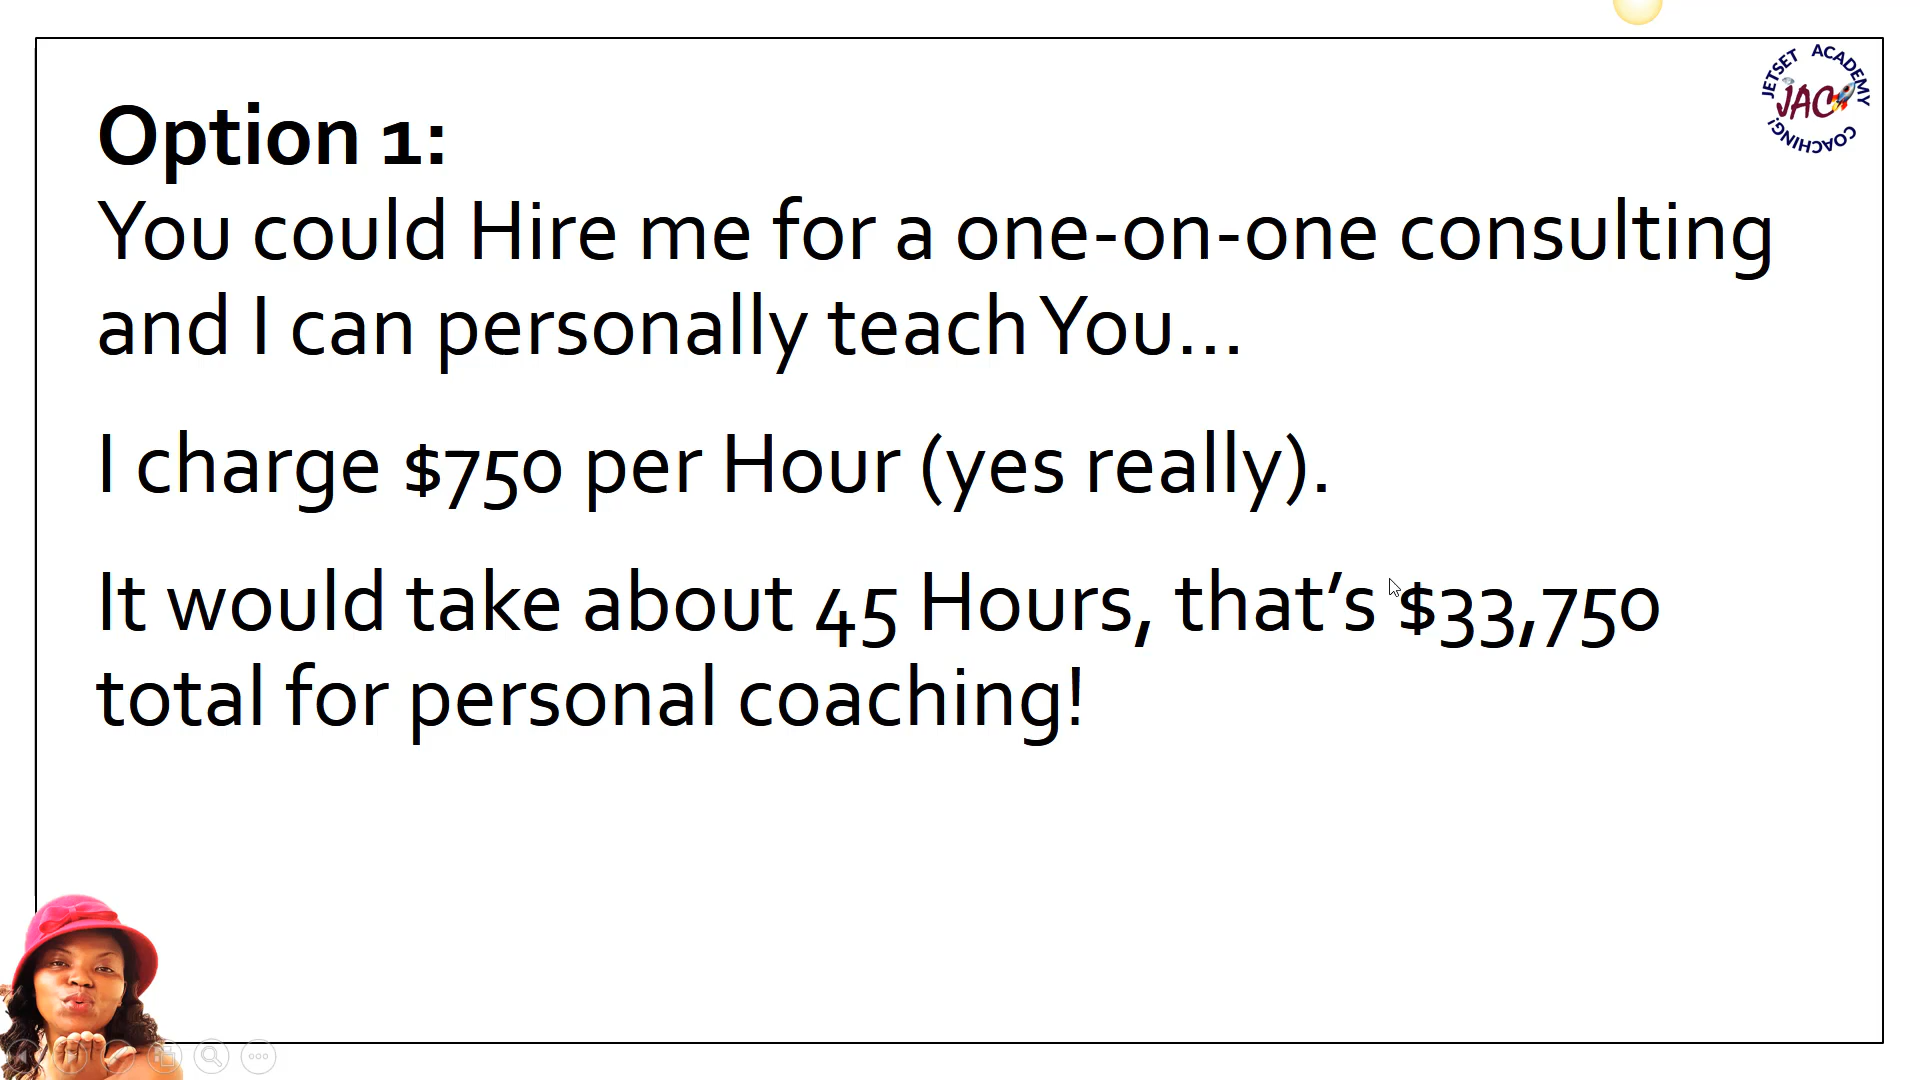 JETSET ACADEMY
JAC
COACHING!
Option 1:
You could Hire me for a one-on-one consulting
and I can personally teach You...
I charge $750 per Hour (yes really).
It would take about 45 Hours, that’s $33,750
total for personal coaching!